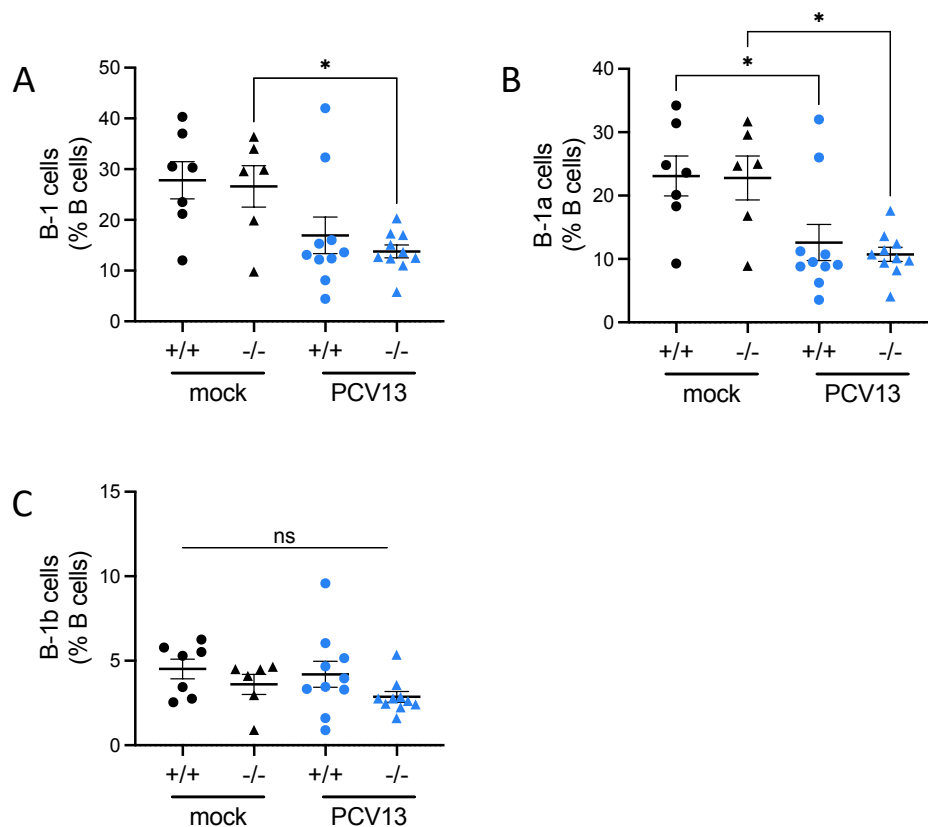 A
B-1 cells
(% B cells)
50
40
30
20
10
0
*
+/+ -/- +/+ -/-
mock PCV13
B
B-1a cells
(% B cells)
40
30
20
10
0
*
*
+/+ -/- +/+ -/-
mock PCV13
C
B-1b cells
(% B cells)
15
10
5
0
ns
+/+ -/- +/+ -/-
mock PCV13